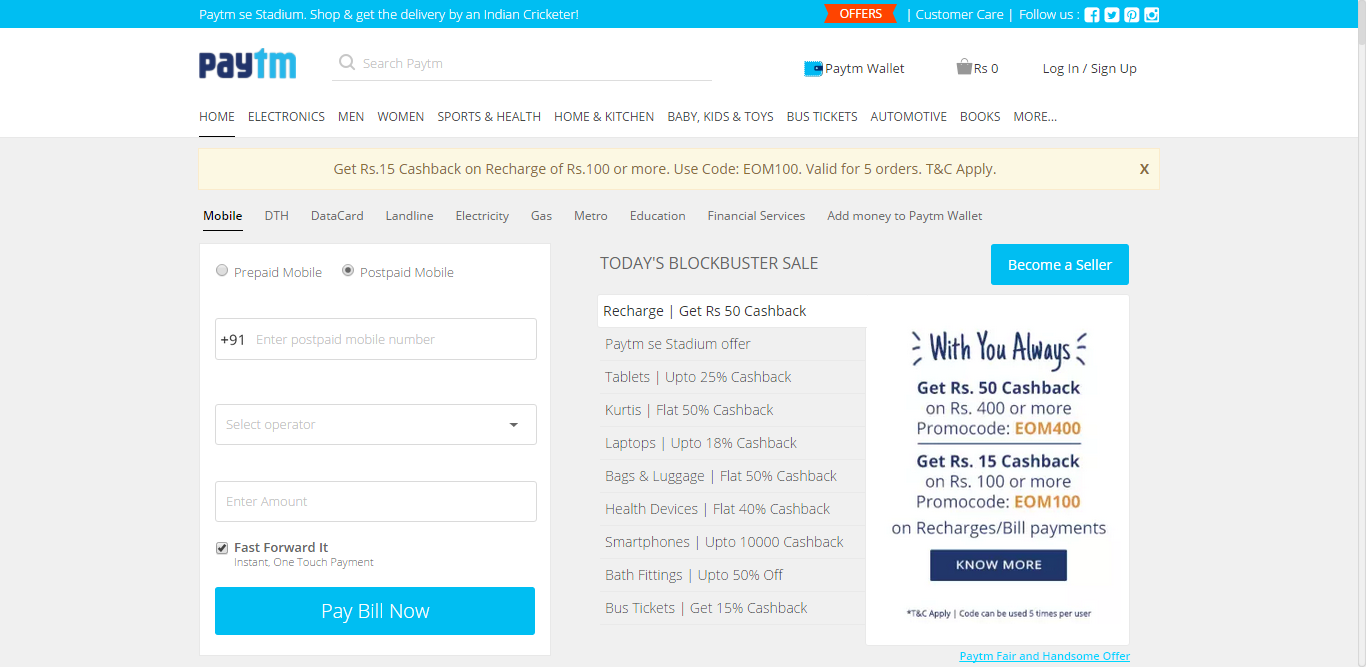 Paytm se Stadium. Shop & get the delivery by an Indian Cricketer!
OFFERS | Customer Care | Follow us :
paytm
Search Paytm
Paytm Wallet
Rs 0
Log In / Sign Up
HOME ELECTRONICS MEN WOMEN SPORTS & HEALTH HOME & KITCHEN BABY, KIDS & TOYS BUS TICKETS AUTOMOTIVE BOOKS MORE...
Get Rs.15 Cashback on Recharge of Rs.100 or more. Use Code: EOM100. Valid for 5 orders. T&C Apply. X
Mobile DTH DataCard Landline Electricity Gas Metro Education Financial Services Add money to Paytm Wallet
Prepaid Mobile Postpaid Mobile
+91 Enter postpaid mobile number
Select operator
Enter Amount
Fast Forward It
Instant, One Touch Payment
Pay Bill Now
TODAY'S BLOCKBUSTER SALE
Become a Seller
Recharge | Get Rs 50 Cashback
Paytm se Stadium offer
Tablets | Upto 25% Cashback
Kurtis | Flat 50% Cashback
Laptops | Upto 18% Cashback
Bags & Luggage | Flat 50% Cashback
Health Devices | Flat 40% Cashback
Smartphones | Upto 10000 Cashback
Bath Fittings | Upto 50% Off
Bus Tickets | Get 15% Cashback
With You Always
Get Rs. 50 Cashback
on Rs. 400 or more
Promocode: EOM400
Get Rs. 15 Cashback
on Rs. 100 or more
Promocode: EOM100
on Recharges/Bill payments
KNOW MORE
*T&C Apply | Code can be used 5 times per user
Paytm Fair and Handsome Offer